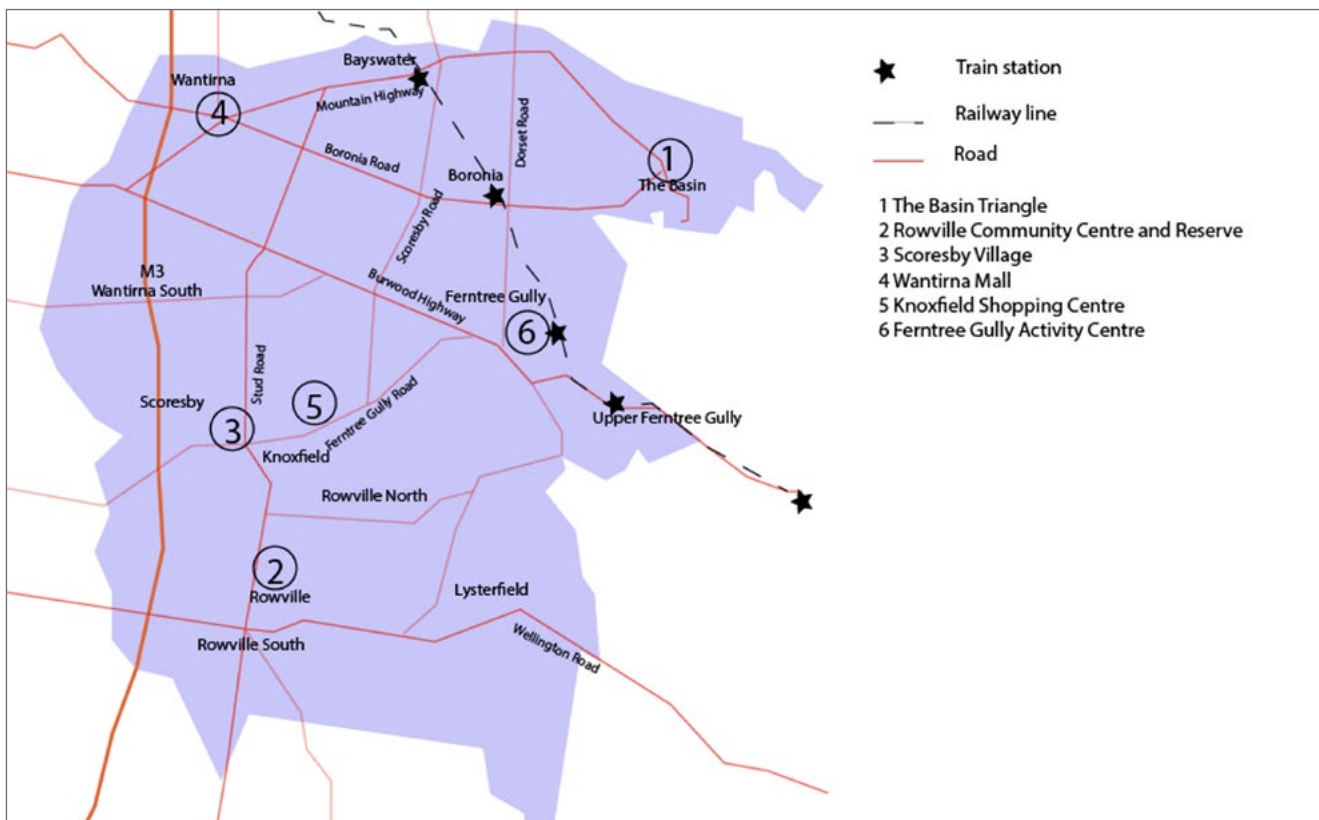 Bayswater
Wantirna
4
Mountain Highway
Dorset Road
Boronia Road
Boronia
1
The Basin
Scoresby Road
M3
Wantirna South
Burwood Highway
Ferntree Gully
6
Stud Road
Scoresby
5
3
Ferntree Gully Road
Upper Ferntree Gully
Knoxfield
Rowville North
2
Rowville
Lysterfield
Rowville South
Wellington Road
Train station
Railway line
Road
1 The Basin Triangle
2 Rowville Community Centre and Reserve
3 Scoresby Village
4 Wantirna Mall
5 Knoxfield Shopping Centre
6 Ferntree Gully Activity Centre